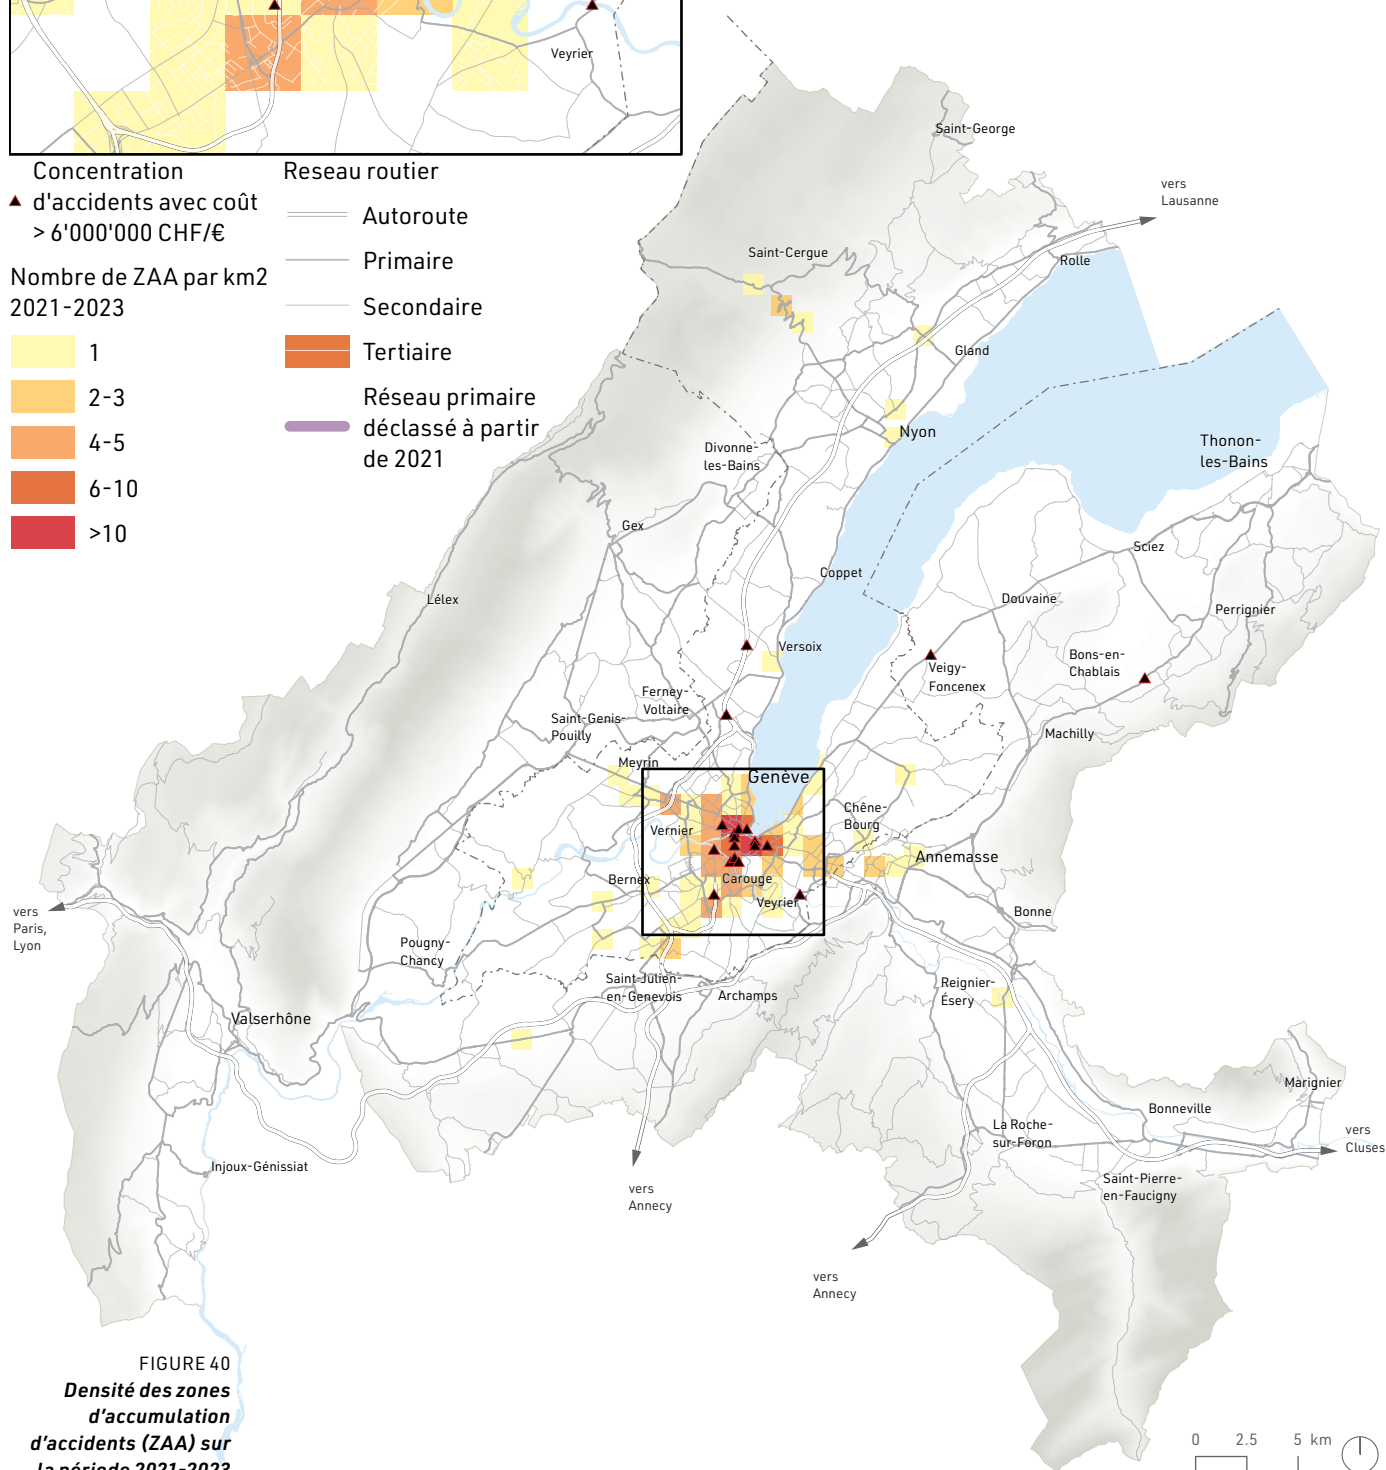 Veyrier
Concentration
d'accidents avec coût
> 6'000'000 CHF/€
Nombre de ZAA par km2
2021-2023
1
2-3
4-5
6-10
>10
Reseau routier
Autoroute
Primaire
Secondaire
Tertiaire
Réseau primaire
déclassé à partir
de 2021
Saint-George
vers
Lausanne
Saint-Cergue
Rolle
Gland
Nyon
Divonne-
les-Bains
Thonon-
les-Bains
Gex
Sciez
Coppet
Lélex
Douvaine
Perrignier
Versoix
Bons-en-
Chablais
Veigy-
Foncenex
Ferney-
Voltaire
Saint-Genis-
Pouilly
Machilly
Meyrin
Genève
Chêne-
Bourg
Vernier
Annemasse
Bernex
Carouge
Veyrier
vers
Paris,
Lyon
Bonne
Pougny-
Chancy
Saint-Julien-
en-Genevois
Archamps
Reignier-
Ésery
Valserhône
Marignier
Bonneville
La Roche-
sur-Foron
vers
Cluses
Injoux-Génissiat
Saint-Pierre-
en-Faucigny
vers
Annecy
vers
Annecy
FIGURE 40
Densité des zones
d'accumulation
d'accidents (ZAA) sur
la période 2021-2023
0 2.5 5 km